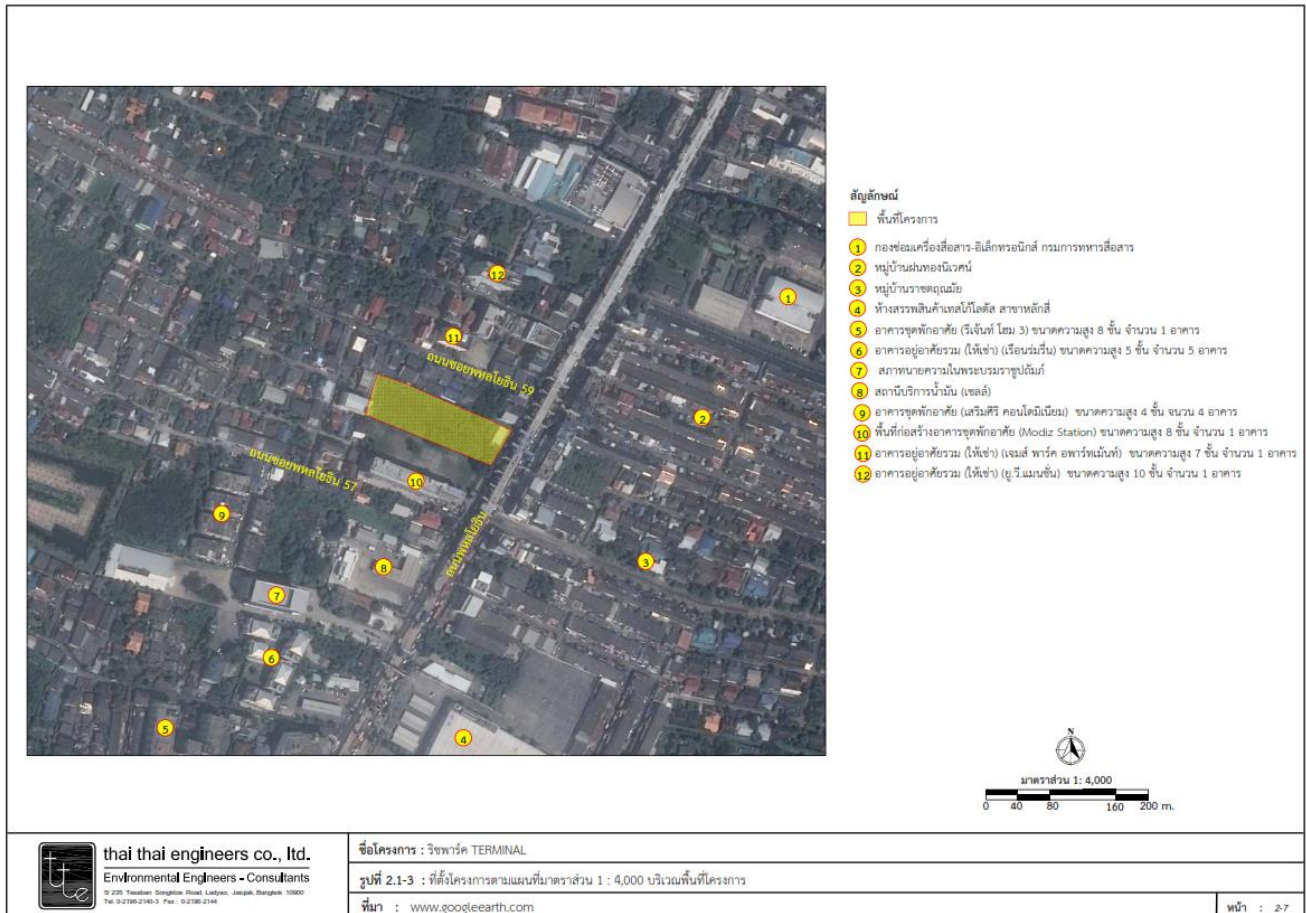 12
1
11
ถนนซอยพหลโยธิน 59
2
ถนนซอยพหลโยธิน 57
10
9
ถนนพหลโยธิน
3
8
7
6
5
4
สัญลักษณ์
พื้นที่โครงการ
1 กองซ่อมเครื่องสื่อสาร-อิเล็กทรอนิกส์ กรมการทหารสื่อสาร
2 หมู่บ้านฝนทองนิเวศน์
3 หมู่บ้านราชตฤณมัย
4 ห้างสรรพสินค้าเทสโก้โลตัส สาขาหลักสี่
5 อาคารชุดพักอาศัย (รีเจ้นท์ โฮม 3) ขนาดความสูง 8 ชั้น จำนวน 1 อาคาร
6 อาคารอยู่อาศัยรวม (ให้เช่า) (เรือนร่มรื่น) ขนาดความสูง 5 ชั้น จำนวน 5 อาคาร
7 สภาทนายความในพระบรมราชูปถัมภ์
8 สถานีบริการน้ำมัน (เชลล์)
9 อาคารชุดพักอาศัย (เสริมศิริ คอนโดมิเนียม) ขนาดความสูง 4 ชั้น จนวน 4 อาคาร
10 พื้นที่ก่อสร้างอาคารชุดพักอาศัย (Modiz Station) ขนาดความสูง 8 ชั้น จำนวน 1 อาคาร
11 อาคารอยู่อาศัยรวม (ให้เช่า) (เจมส์ พาร์ค อพาร์ทเม้นท์) ขนาดความสูง 7 ชั้น จำนวน 1 อาคาร
12 อาคารอยู่อาศัยรวม (ให้เช่า) (ยู.วี.แมนชั่น) ขนาดความสูง 10 ชั้น จำนวน 1 อาคาร
N
มาตราส่วน 1: 4,000
0 40 80 160 200 m.
tte
thai thai engineers co., ltd.
Environmental Engineers - Consultants
5/ 235 Tesaban Songkloe Road, Ladyao, Jatujak, Bangkok 10900
Tel. 0-2196-2140-3 Fax : 0-2196-2144
ชื่อโครงการ : ริชพาร์ค TERMINAL
รูปที่ 2.1-3 : ที่ตั้งโครงการตามแผนที่มาตราส่วน 1 : 4,000 บริเวณพื้นที่โครงการ
ที่มา : www.googleearth.com
หน้า : 2-7